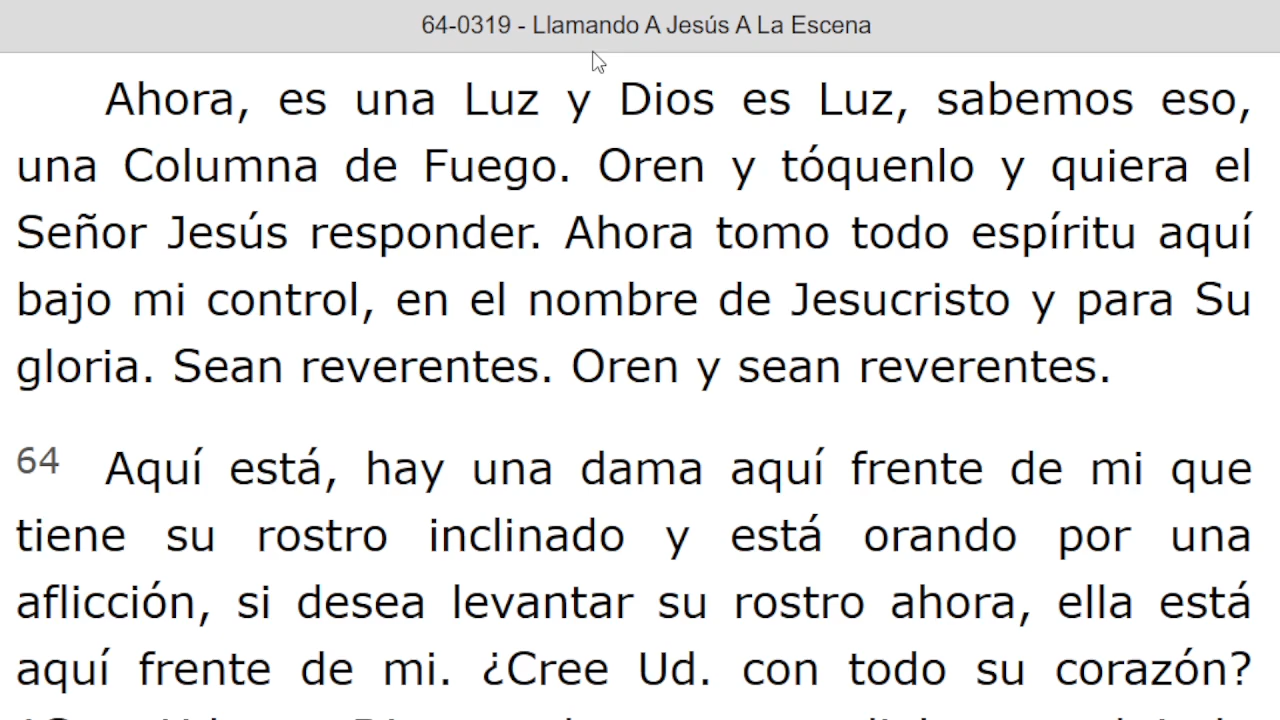 64-0319 - Llamando A Jesús A La Escena
Ahora, es una Luz y Dios es Luz, sabemos eso,
una Columna de Fuego. Oren y tóquenlo y quiera el
Señor Jesús responder. Ahora tomo todo espíritu aquí
bajo mi control, en el nombre de Jesucristo y para Su
gloria. Sean reverentes. Oren y sean reverentes.
64 Aquí está, hay una dama aquí frente de mi que
tiene su rostro inclinado y está orando por una
aflicción, si desea levantar su rostro ahora, ella está
aquí frente de mi. ¿Cree Ud. con todo su corazón?